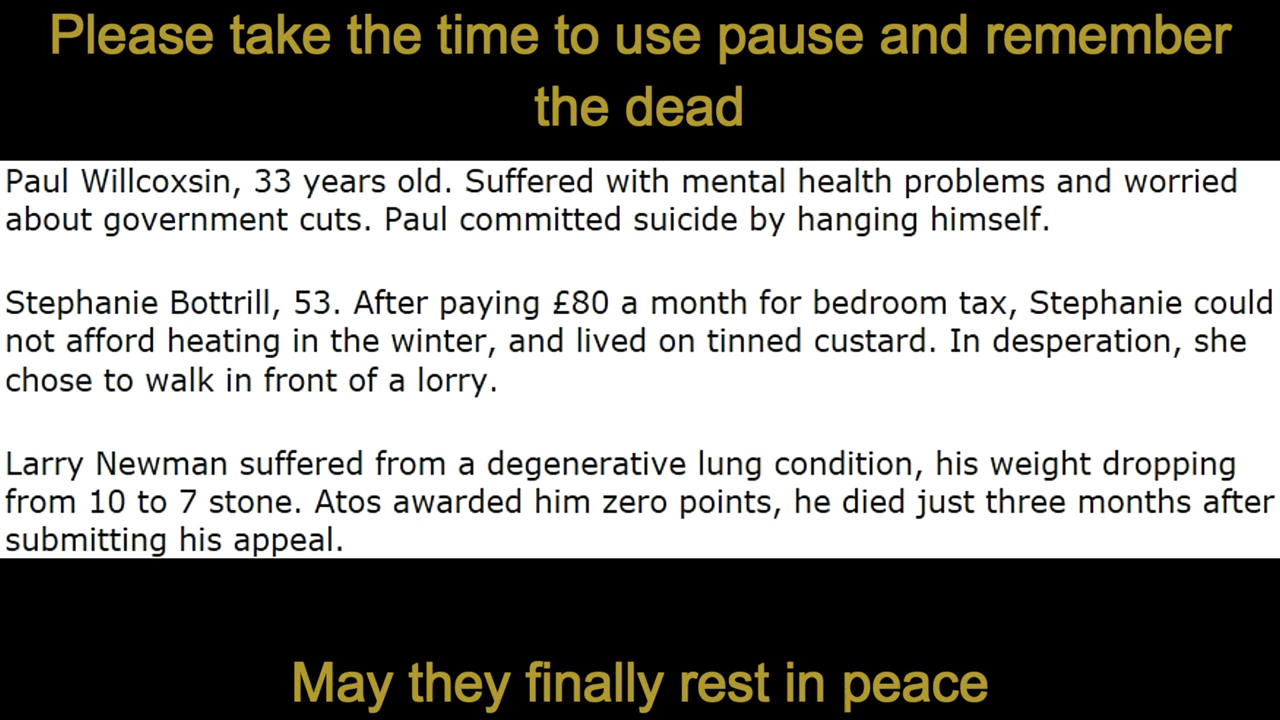 Please take the time to use pause and remember
the dead
Paul Willcoxsin, 33 years old. Suffered with mental health problems and worried
about government cuts. Paul committed suicide by hanging himself.
Stephanie Bottrill, 53. After paying £80 a month for bedroom tax, Stephanie could
not afford heating in the winter, and lived on tinned custard. In desperation, she
chose to walk in front of a lorry.
Larry Newman suffered from a degenerative lung condition, his weight dropping
from 10 to 7 stone. Atos awarded him zero points, he died just three months after
submitting his appeal.
May they finally rest in peace